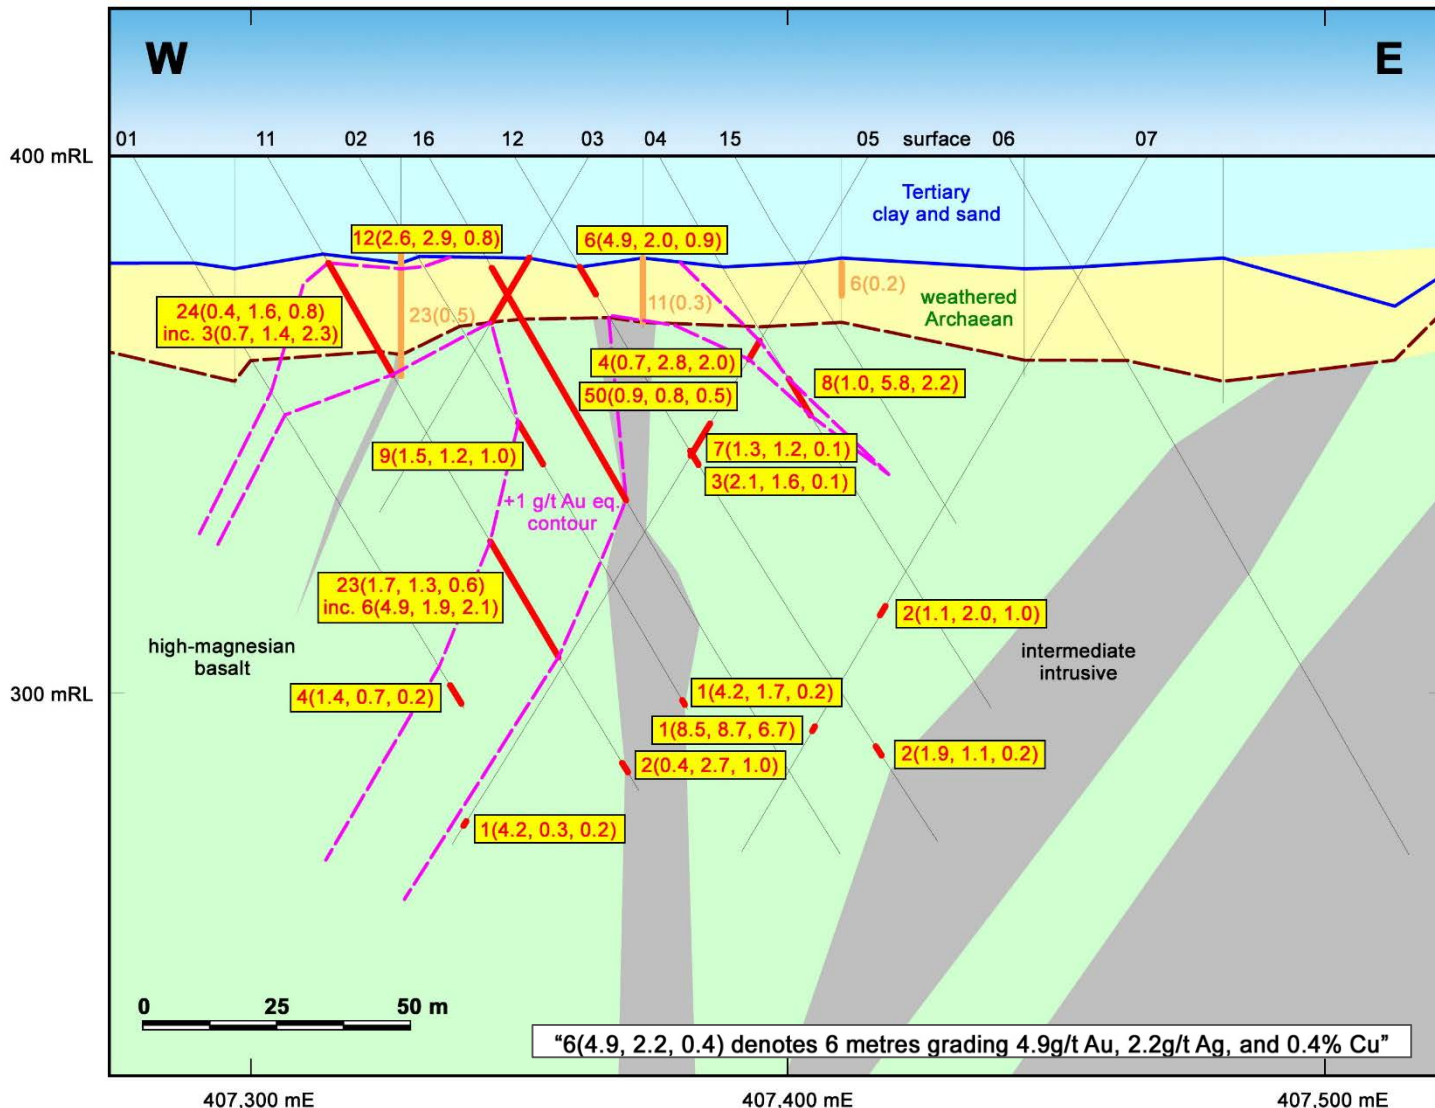 W
E
01
11
02
16
12
03
04
15
05
surface
06
07
400 mRL
Tertiary
clay and sand
12(2.6, 2.9, 0.8)
6(4.9, 2.0, 0.9)
24(0.4, 1.6, 0.8)
inc. 3(0.7, 1.4, 2.3)
23(0.5)
11(0.3)
6(0.2)
weathered
Archaean
4(0.7, 2.8, 2.0)
50(0.9, 0.8, 0.5)
8(1.0, 5.8, 2.2)
9(1.5, 1.2, 1.0)
7(1.3, 1.2, 0.1)
3(2.1, 1.6, 0.1)
+1 g/t Au eq.
contour
23(1.7, 1.3, 0.6)
inc. 6(4.9, 1.9, 2.1)
2(1.1, 2.0, 1.0)
high-magnesian
basalt
intermediate
intrusive
300 mRL
4(1.4, 0.7, 0.2)
1(4.2, 1.7, 0.2)
1(8.5, 8.7, 6.7)
2(0.4, 2.7, 1.0)
2(1.9, 1.1, 0.2)
1(4.2, 0.3, 0.2)
0
25
50 m
“6(4.9, 2.2, 0.4) denotes 6 metres grading 4.9g/t Au, 2.2g/t Ag, and 0.4% Cu”
407,300 mE
407,400 mE
407,500 mE